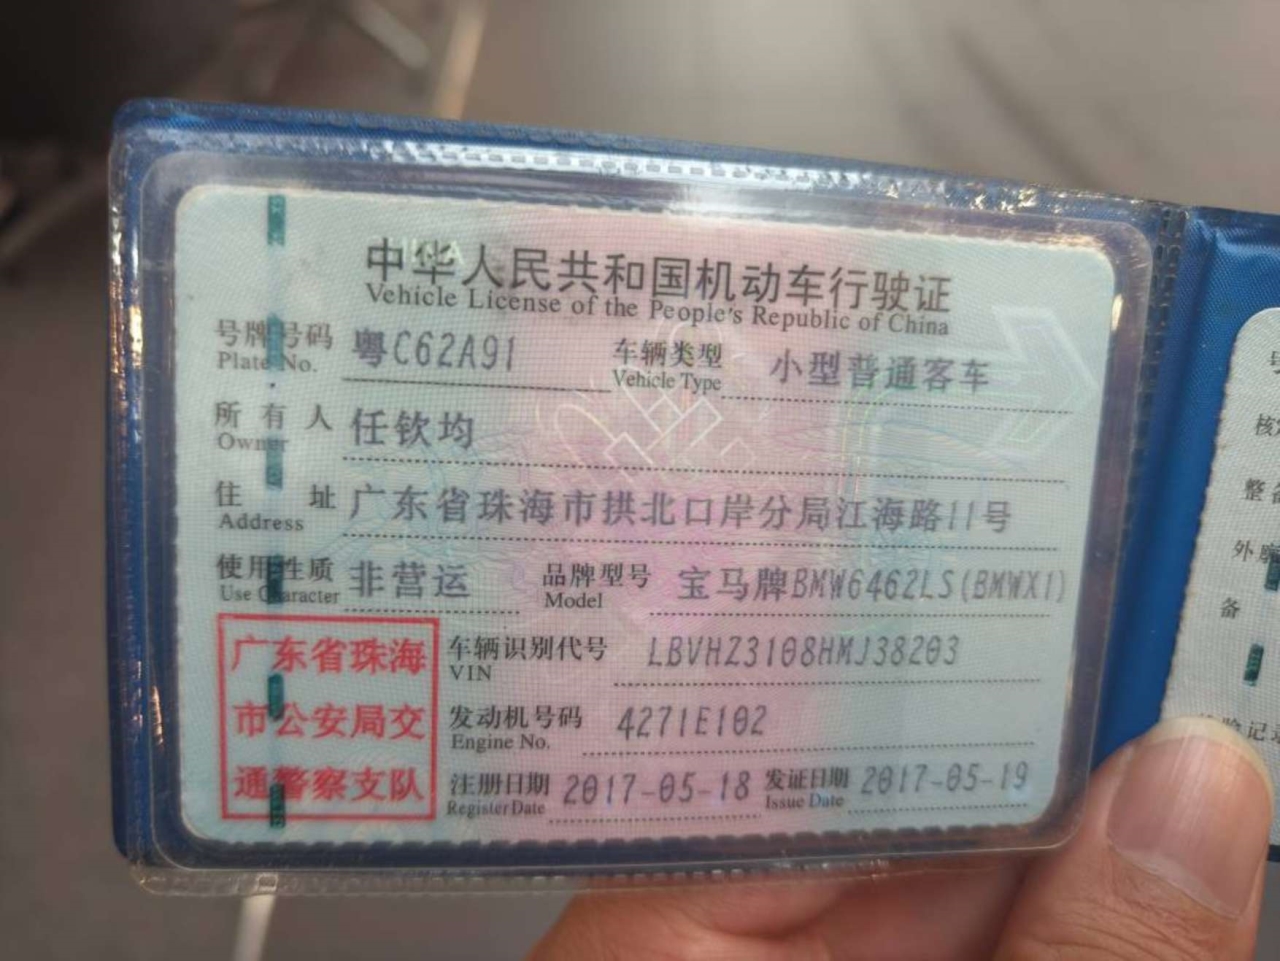 中华人民共和国机动车行驶证
Vehicle License of the People's Republic of China
号牌号码 粤C62A91 车辆类型 小型普通客车
Plate No. Vehicle Type
所有人 任钦均
Owner
住址 广东省珠海市拱北口岸分局江海路11号
Address
使用性质 非营运 品牌型号 宝马牌BMW6462LS(BMWX1)
Use Character Model
广东省珠海
市公安局交
通警察支队
车辆识别代号 LBVHZ3108HMJ38203
VIN
发动机号码 4271E102
Engine No.
注册日期 2017-05-18 发证日期 2017-05-19
Register Date Issue Date
号
核
整
外
备